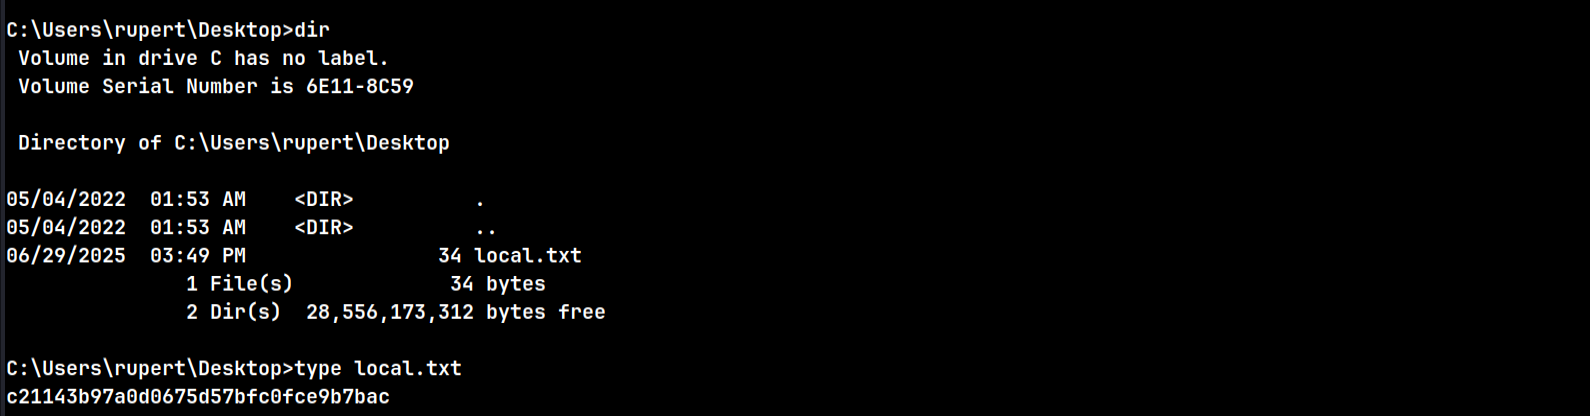 C:\Users\rupert\Desktop>dir
Volume in drive C has no label.
Volume Serial Number is 6E11-8C59
Directory of C:\Users\rupert\Desktop
05/04/2022  01:53 AM    <DIR>          .
05/04/2022  01:53 AM    <DIR>          ..
06/29/2025  03:49 PM                34 local.txt
1 File(s)             34 bytes
2 Dir(s)  28,556,173,312 bytes free
C:\Users\rupert\Desktop>type local.txt
c21143b97a0d0675d57bfc0fce9b7bac